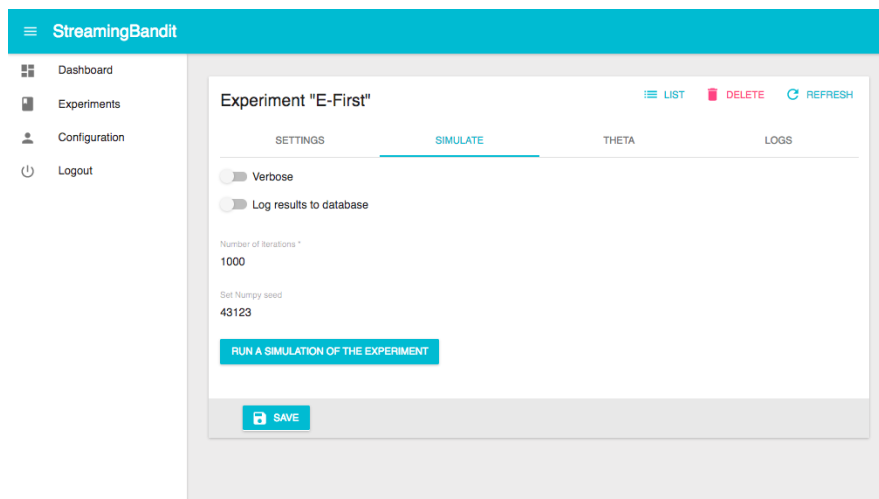 StreamingBandit
Dashboard
Experiments
Configuration
Logout
Experiment "E-First"
LIST
DELETE
REFRESH
SETTINGS
SIMULATE
THETA
LOGS
Verbose
Log results to database
Number of iterations *
1000
Set Numpy seed
43123
RUN A SIMULATION OF THE EXPERIMENT
SAVE